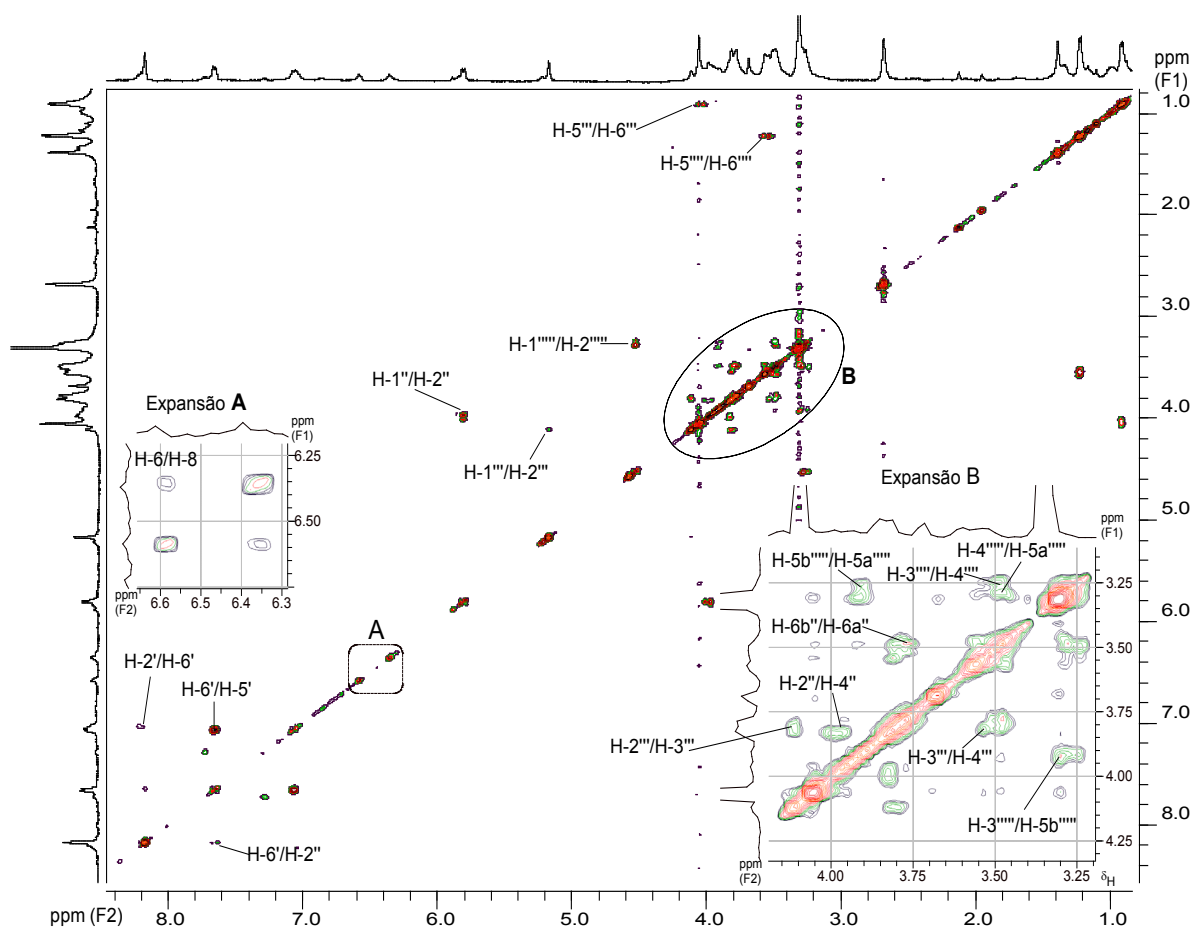 ppm
(F1)
1.0
H-5'''/H-6'''
H-5''''/H-6''''
2.0
3.0
H-1'''''/H-2'''''
B
H-1''/H-2''
4.0
H-1'''/H-2'''
Expansão A
ppm
(F1)
H-6/H-8
6.25
6.50
6.6
6.5
6.4
6.3
ppm
(F2)
Expansão B
5.0
ppm
(F1)
H-5b'''''/H-5a'''''
H-4'''''/H-5a'''''
H-3''''/H-4''''
3.25
H-6b''/H-6a''
3.50
H-2''/H-4''
3.75
H-2'''/H-3'''
H-3'''/H-4'''
4.00
H-3'''''/H-5b'''''
4.25
ppm
(F2)
4.00
3.75
3.50
3.25
δH
6.0
A
H-2'/H-6'
H-6'/H-5'
7.0
8.0
H-6'/H-2''
ppm (F2)
8.0
7.0
6.0
5.0
4.0
3.0
2.0
1.0